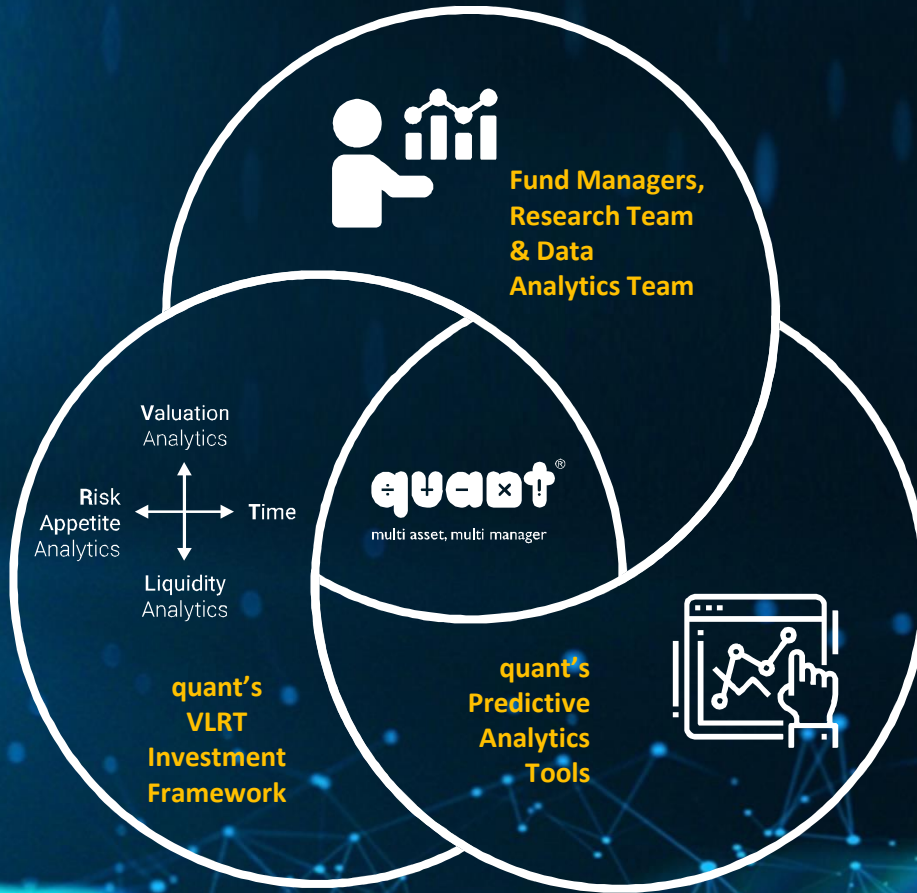 Fund Managers,
Research Team
& Data
Analytics Team
Valuation
Analytics
Risk
Appetite
Analytics
Time
Liquidity
Analytics
quant®
÷ + − × !
multi asset, multi manager
quant’s
VLRT
Investment
Framework
quant’s
Predictive
Analytics
Tools